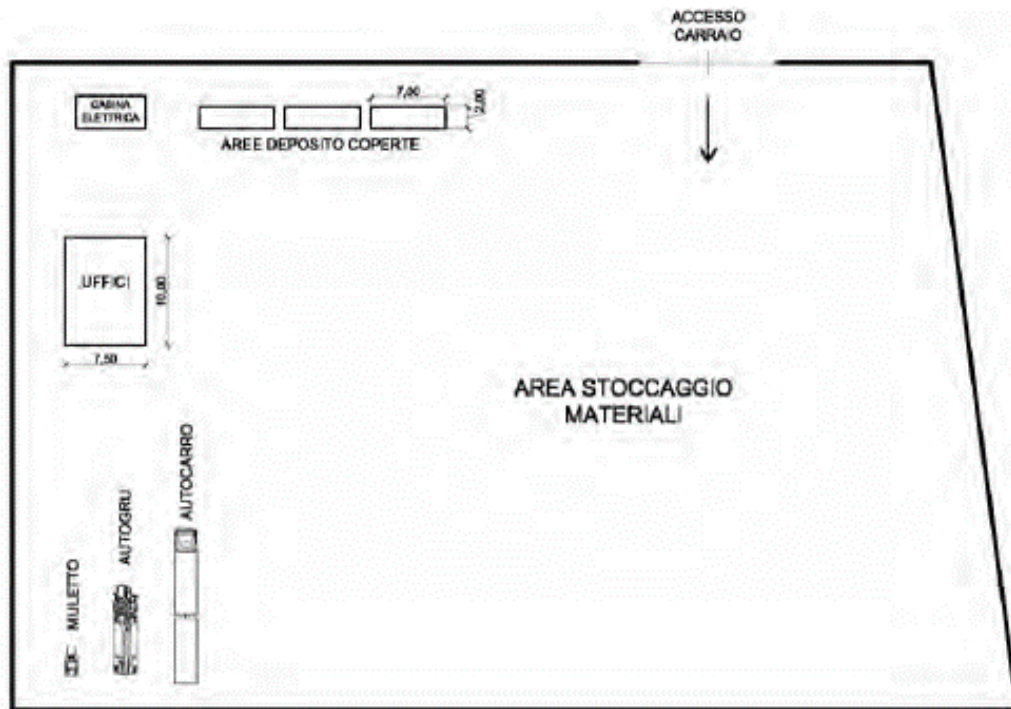 ACCESSO
CARRAIO
CABINA
ELETTRICA
7,00
2,00
AREE DEPOSITO COPERTE
UFFICI
10,00
7,50
AREA STOCCAGGIO
MATERIALI
AUTOCARRO
AUTOGRU
MULETTO